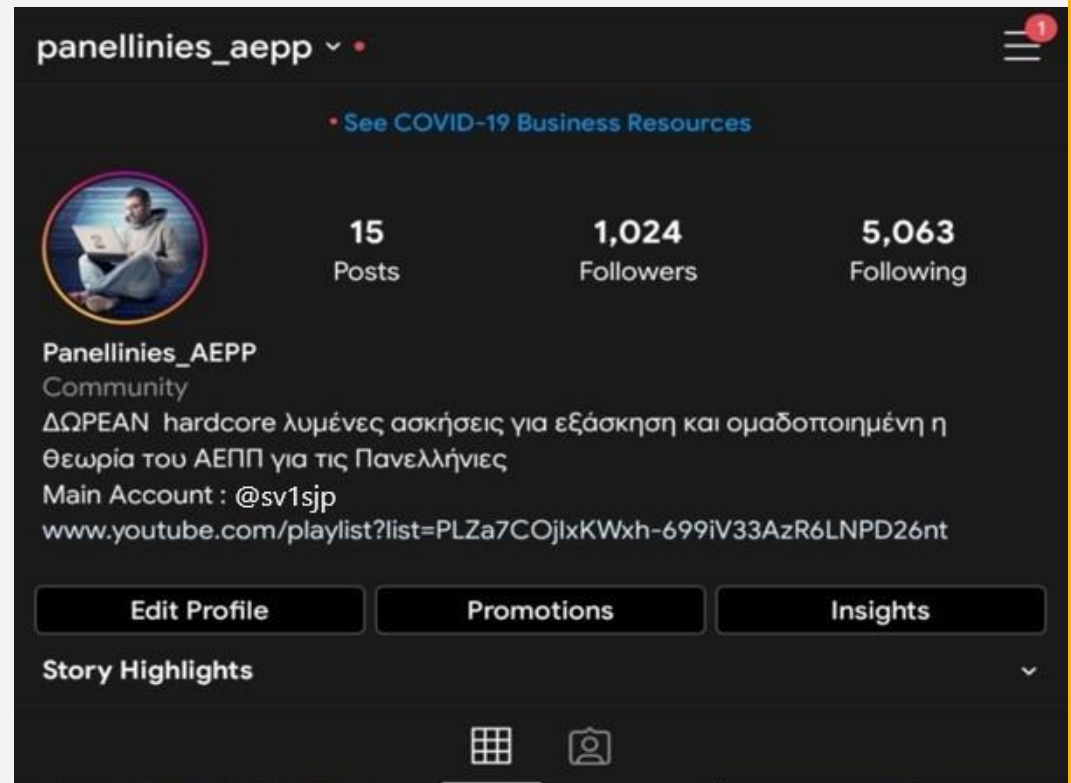 panellinies_aepp
1
See COVID-19 Business Resources
15
Posts
1,024
Followers
5,063
Following
Panellinies_AEPP
Community
ΔΩΡΕΑΝ hardcore λυμένες ασκήσεις για εξάσκηση και ομαδοποιημένη η
θεωρία του ΑΕΠΠ για τις Πανελλήνιες
Main Account : @sv1sjp
www.youtube.com/playlist?list=PLZa7COjlxKWxh-699iV33AzR6LNPD26nt
Edit Profile
Promotions
Insights
Story Highlights